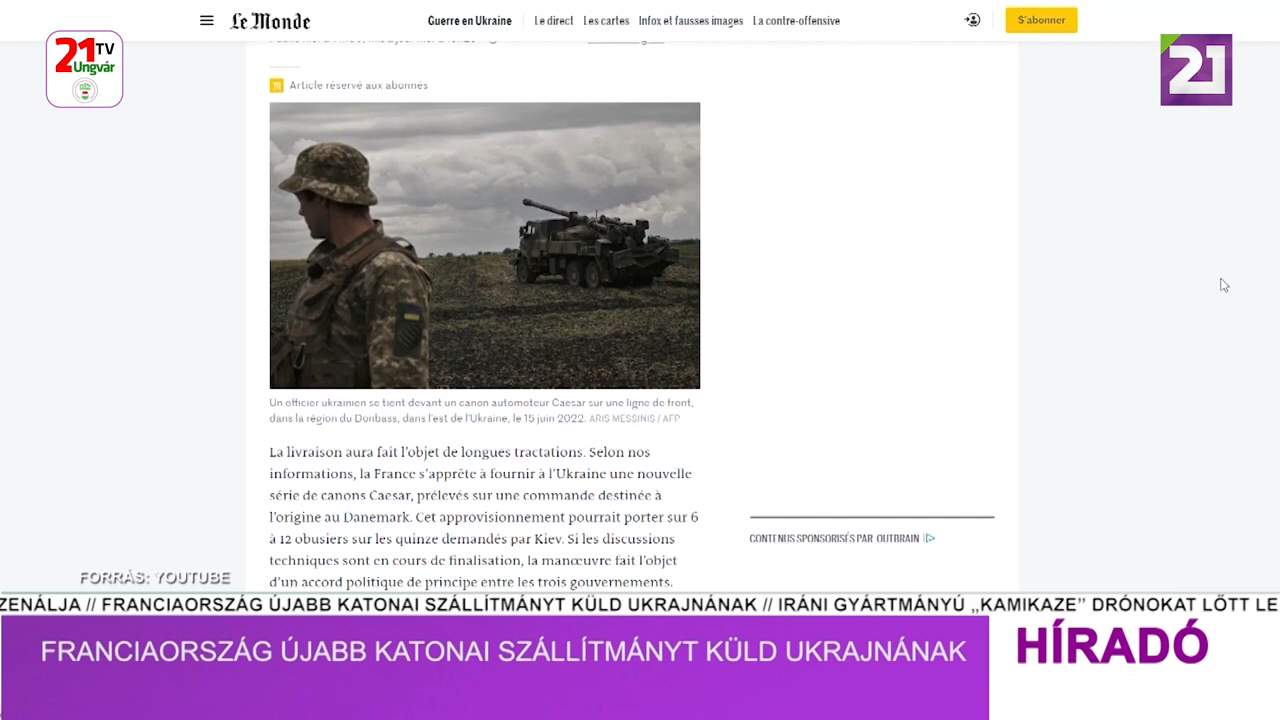 Le Monde
Guerre en Ukraine
Le direct
Les cartes
Infox et fausses images
La contre-offensive
S'abonner
21 TV
Ungvár
21
Article réservé aux abonnés
Un officier ukrainien se tient devant un canon automoteur Caesar sur une ligne de front,
dans la région du Donbass, dans l'est de l'Ukraine, le 15 juin 2022. ARIS MESSINIS / AFP
La livraison aura fait l'objet de longues tractations. Selon nos
informations, la France s'apprête à fournir à l'Ukraine une nouvelle
série de canons Caesar, prélevés sur une commande destinée à
l'origine au Danemark. Cet approvisionnement pourrait porter sur 6
à 12 obusiers sur les quinze demandés par Kiev. Si les discussions
techniques sont en cours de finalisation, la manœuvre fait l'objet
d'un accord politique de principe entre les trois gouvernements.
CONTENUS SPONSORISÉS PAR OUTBRAIN
FORRÁS: YOUTUBE
ZENÁLJA // FRANCIAORSZÁG ÚJABB KATONAI SZÁLLÍTMÁNYT KÜLD UKRAJNÁNAK // IRÁNI GYÁRTMÁNYÚ „KAMIKAZE” DRÓNOKAT LŐTT LE
FRANCIAORSZÁG ÚJABB KATONAI SZÁLLÍTMÁNYT KÜLD UKRAJNÁNAK
HÍRADÓ